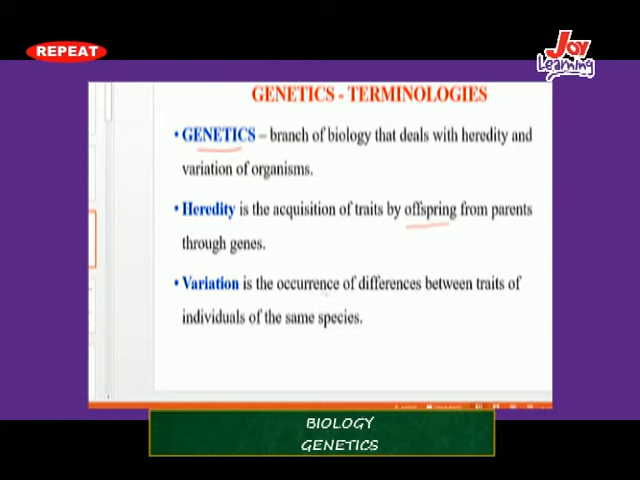 REPEAT
Joy
Learning
GENETICS - TERMINOLOGIES
• GENETICS – branch of biology that deals with heredity and
variation of organisms.
• Heredity is the acquisition of traits by offspring from parents
through genes.
• Variation is the occurrence of differences between traits of
individuals of the same species.
BIOLOGY
GENETICS